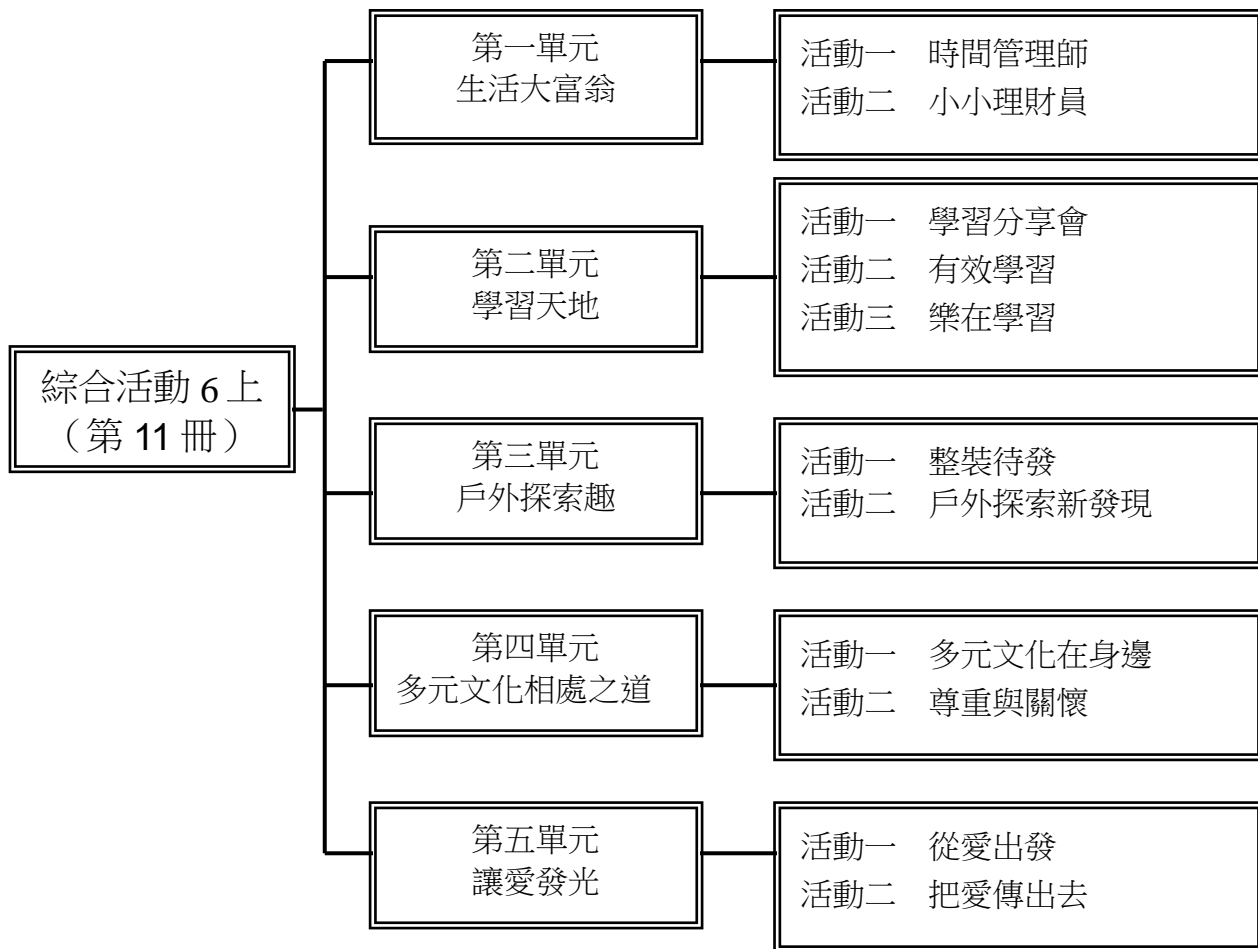 綜合活動 6 上
（第 11 冊）
第一單元
生活大富翁
活動一　時間管理師
活動二　小小理財員
第二單元
學習天地
活動一　學習分享會
活動二　有效學習
活動三　樂在學習
第三單元
戶外探索趣
活動一　整裝待發
活動二　戶外探索新發現
第四單元
多元文化相處之道
活動一　多元文化在身邊
活動二　尊重與關懷
第五單元
讓愛發光
活動一　從愛出發
活動二　把愛傳出去